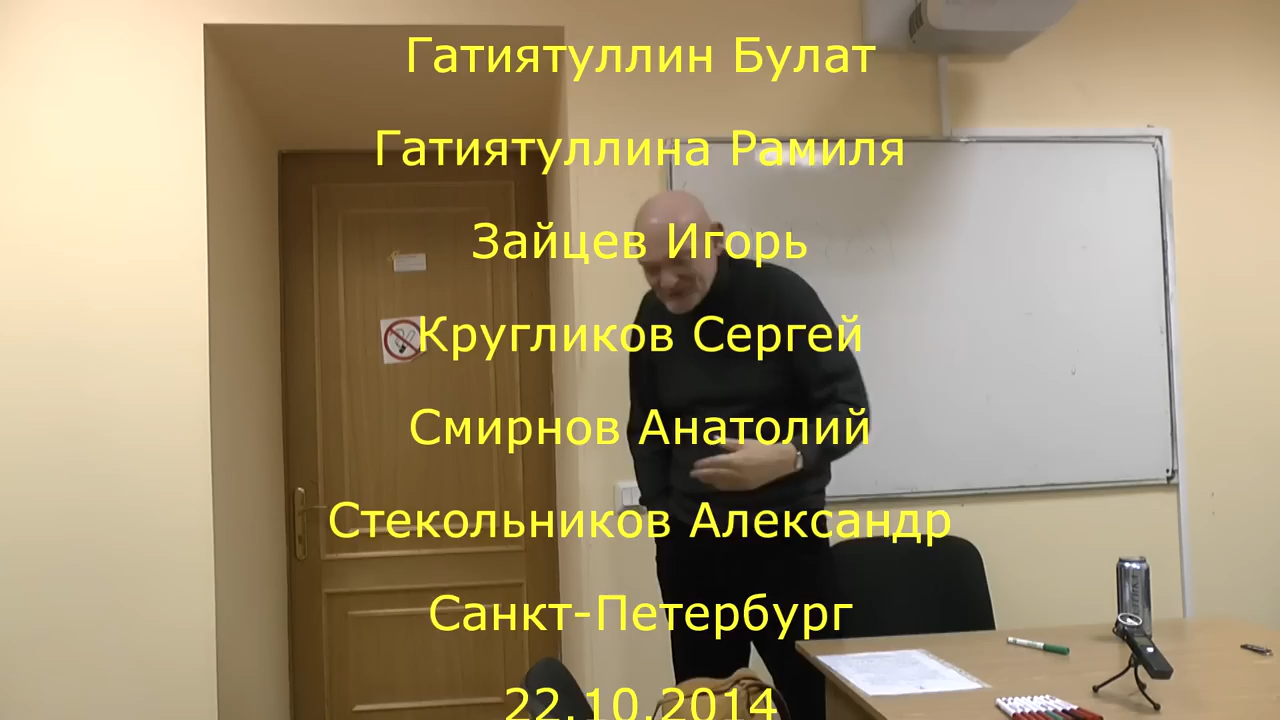 Гатиятуллин Булат
Гатиятуллина Рамиля
Зайцев Игорь
Кругликов Сергей
Смирнов Анатолий
Стекольников Александр
Санкт-Петербург
22.10.2014